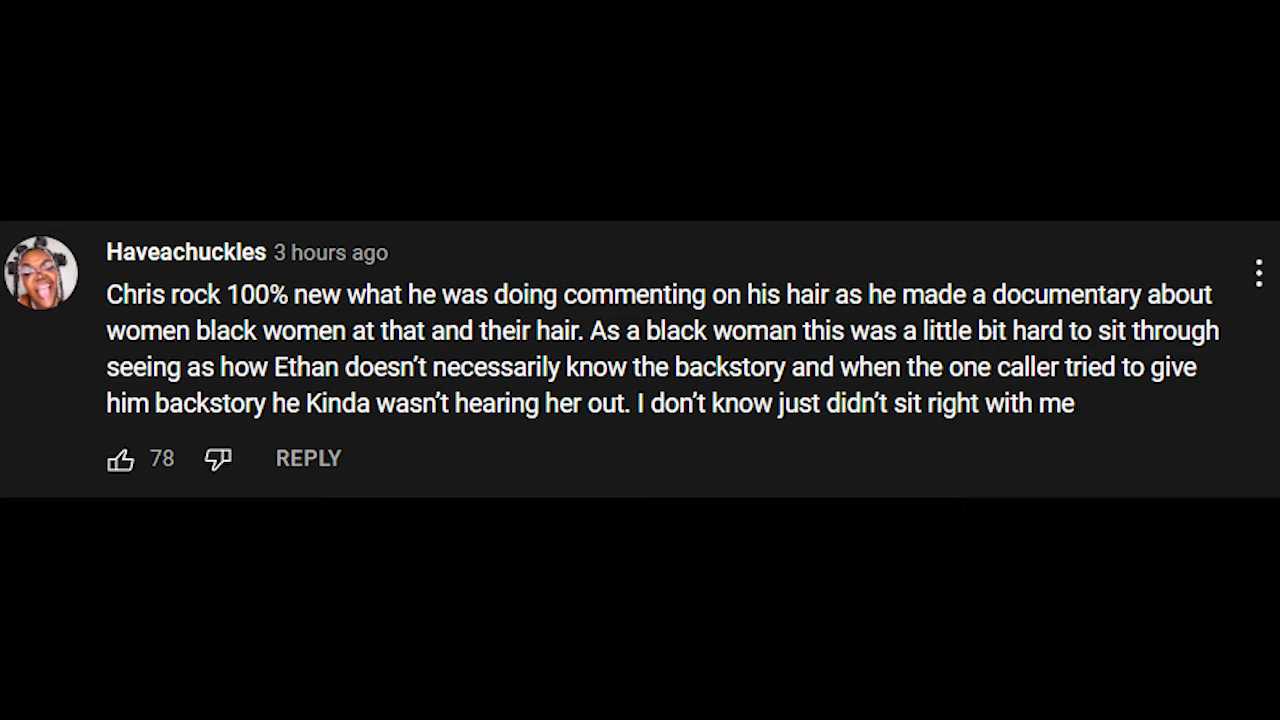 Haveachuckles 3 hours ago
Chris rock 100% new what he was doing commenting on his hair as he made a documentary about
women black women at that and their hair. As a black woman this was a little bit hard to sit through
seeing as how Ethan doesn’t necessarily know the backstory and when the one caller tried to give
him backstory he Kinda wasn’t hearing her out. I don’t know just didn’t sit right with me
78 REPLY